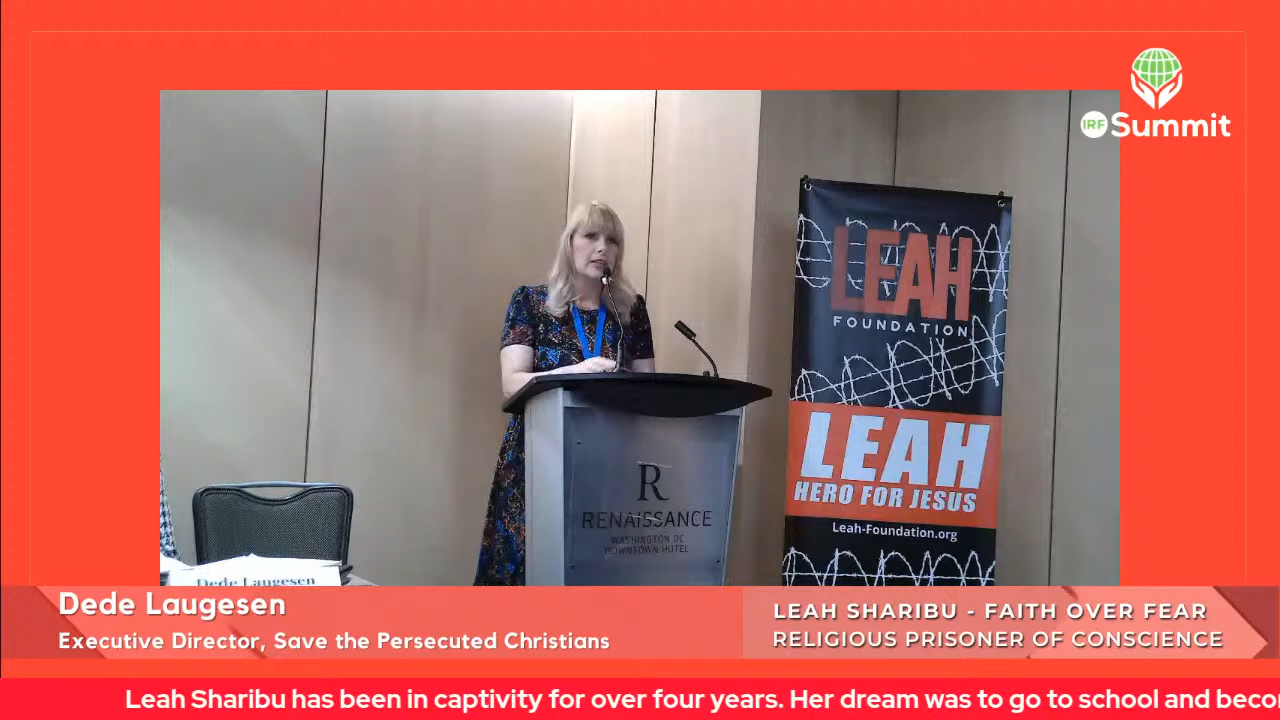 IRF Summit
LEAH
FOUNDATION
LEAH
HERO FOR JESUS
Leah-Foundation.org
R
RENAISSANCE
WASHINGTON DC
DOWNTOWN HOTEL
Dede Laugesen
Dede Laugesen
Executive Director, Save the Persecuted Christians
LEAH SHARIBU - FAITH OVER FEAR
RELIGIOUS PRISONER OF CONSCIENCE
Leah Sharibu has been in captivity for over four years. Her dream was to go to school and beco